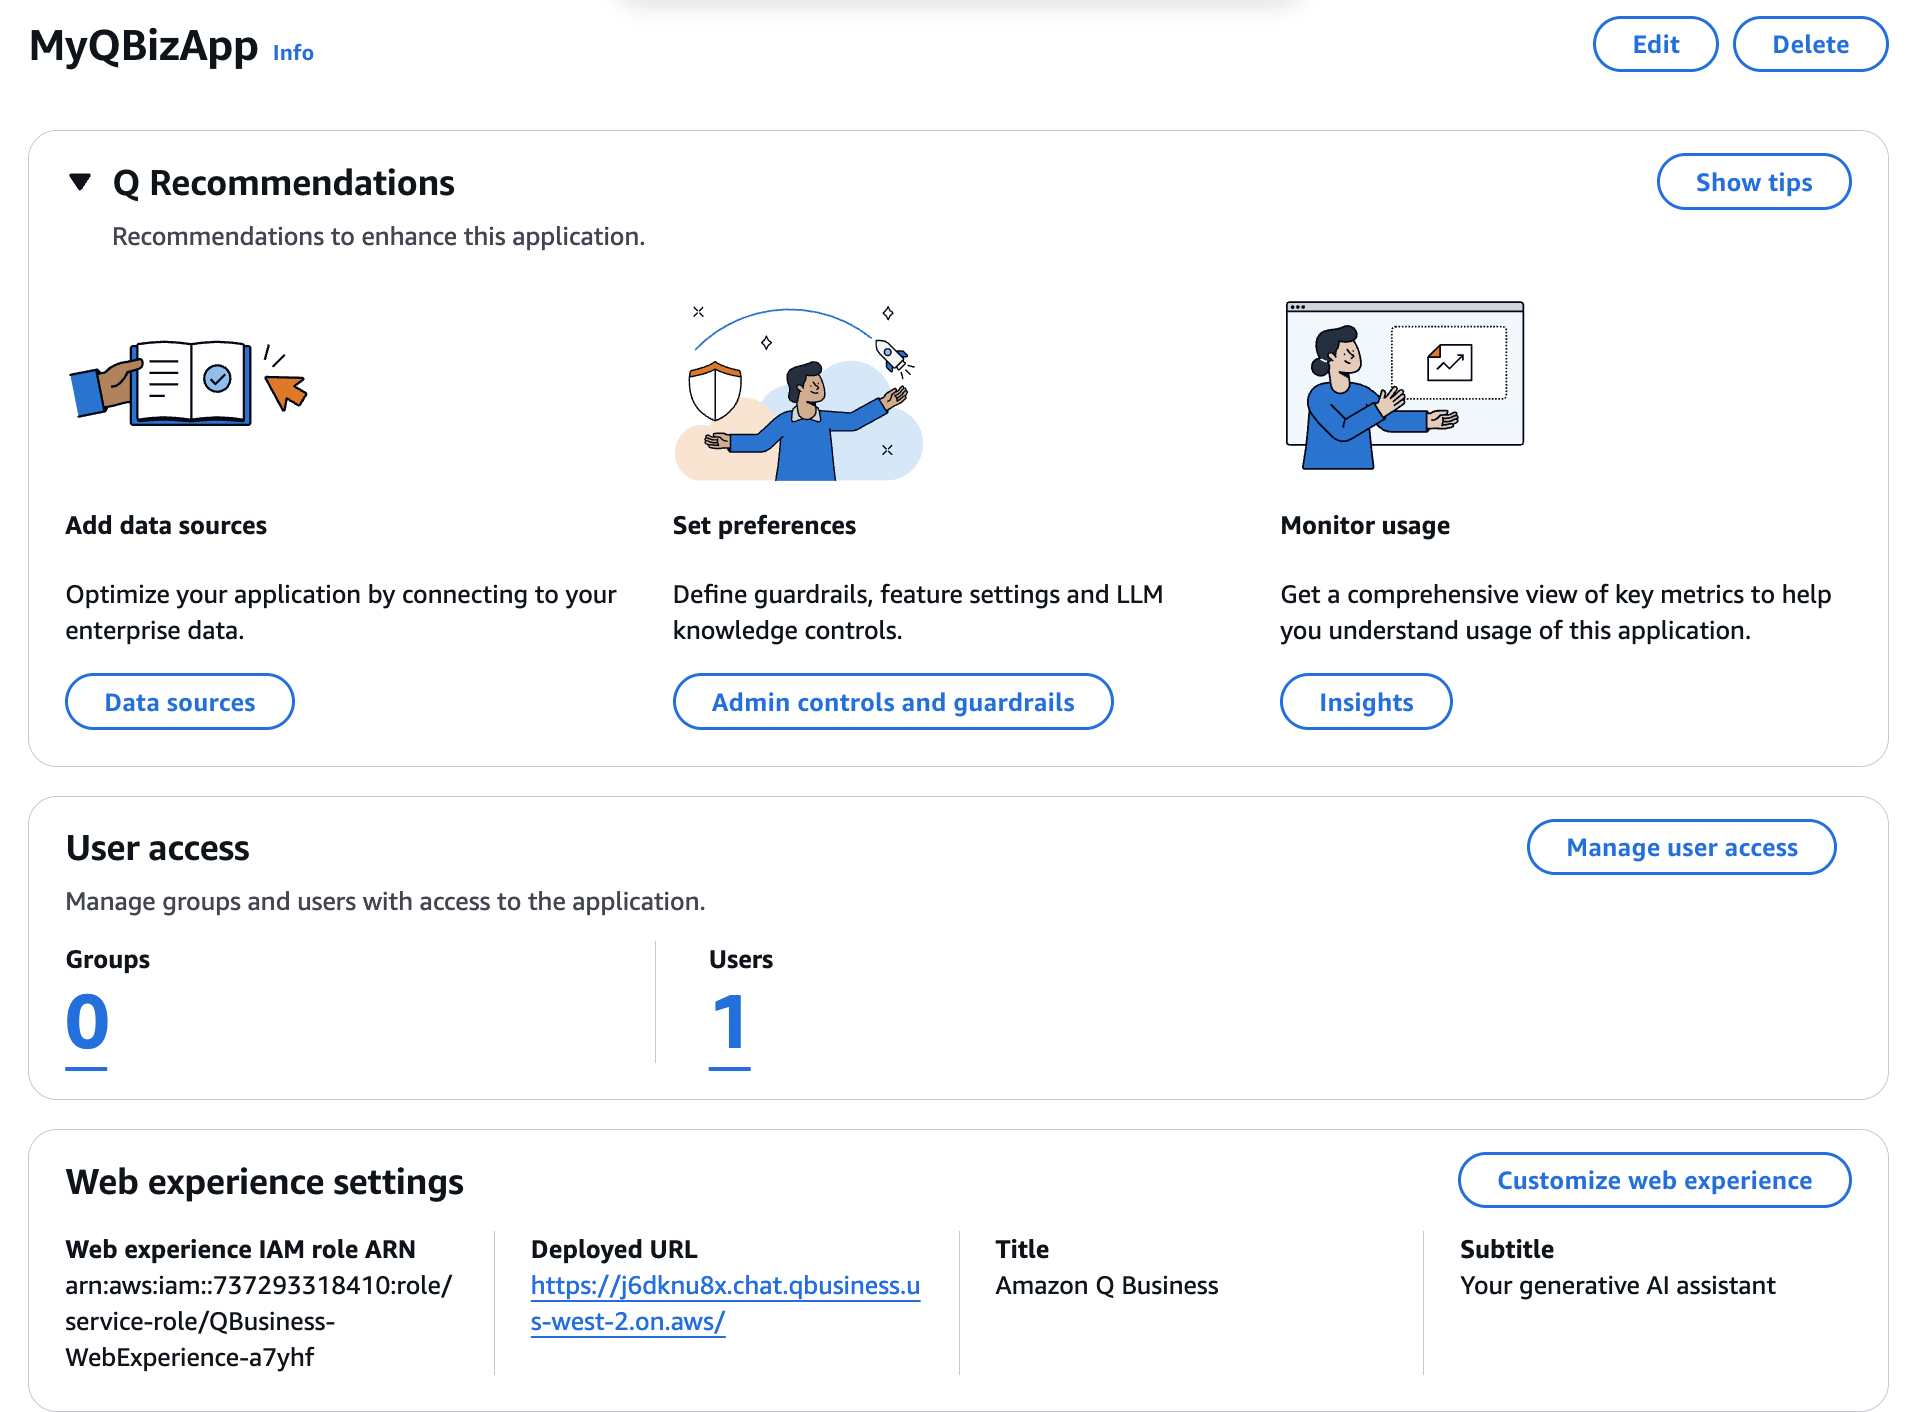 MyQBizApp Info
Edit
Delete
Q Recommendations
Show tips
Recommendations to enhance this application.
Add data sources
Optimize your application by connecting to your
enterprise data.
Data sources
Set preferences
Define guardrails, feature settings and LLM
knowledge controls.
Admin controls and guardrails
Monitor usage
Get a comprehensive view of key metrics to help
you understand usage of this application.
Insights
User access
Manage user access
Manage groups and users with access to the application.
Groups
0
Users
1
Web experience settings
Customize web experience
Web experience IAM role ARN
arn:aws:iam::737293318410:role/
service-role/QBusiness-
WebExperience-a7yhf
Deployed URL
https://j6dknu8x.chat.qbusiness.u
s-west-2.on.aws/
Title
Amazon Q Business
Subtitle
Your generative AI assistant